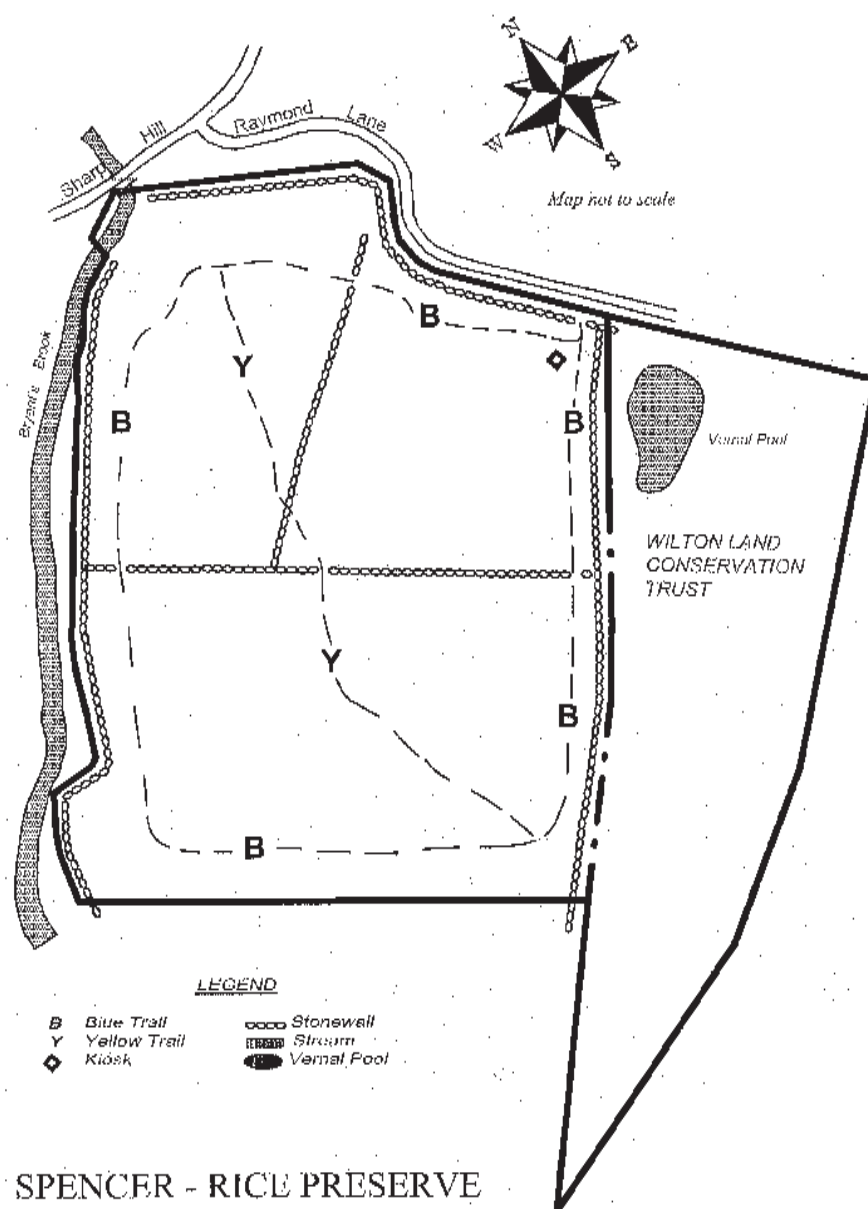 N
E
W
S
Sharp Hill
Raymond Lane
Map not to scale
Bryant's Brook
B
Y
B
B
Vernal Pool
WILTON LAND
CONSERVATION
TRUST
Y
B
B
LEGEND
B Blue Trail
Y Yellow Trail
Kiosk
Stonewall
Stream
Vernal Pool
SPENCER - RICE PRESERVE